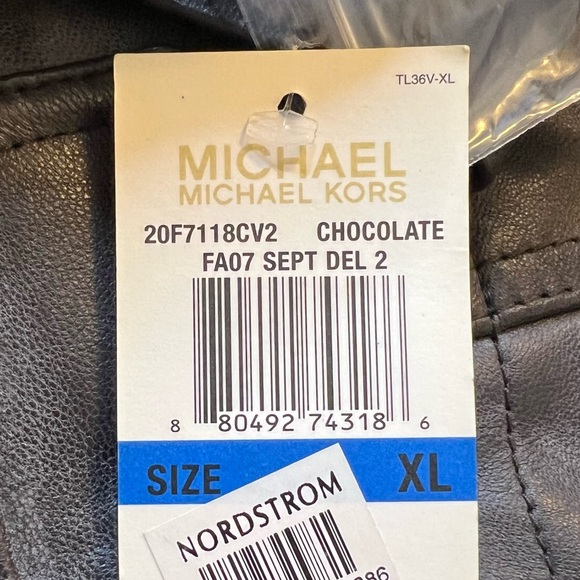 TL36V-XL
MICHAEL
MICHAEL KORS
20F7118CV2 CHOCOLATE
FA07 SEPT DEL 2
8 80492 74318 6
SIZE XL
NORDSTROM